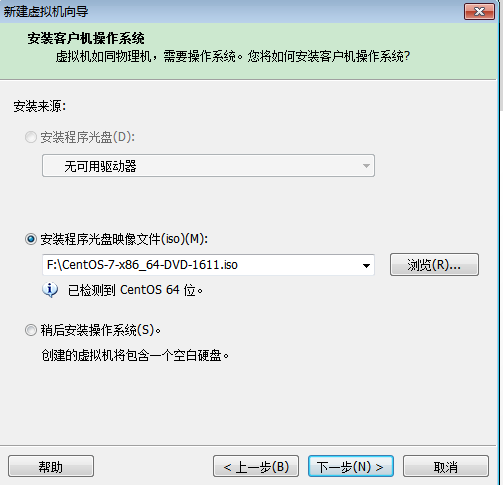 新建虚拟机向导
安装客户机操作系统
虚拟机如同物理机，需要操作系统。您将如何安装客户机操作系统?
安装来源:
安装程序光盘(D):
无可用驱动器
安装程序光盘映像文件(iso)(M):
F:\CentOS-7-x86_64-DVD-1611.iso
浏览(R)...
已检测到 CentOS 64 位。
稍后安装操作系统(S)。
创建的虚拟机将包含一个空白硬盘。
帮助
< 上一步(B)
下一步(N) >
取消